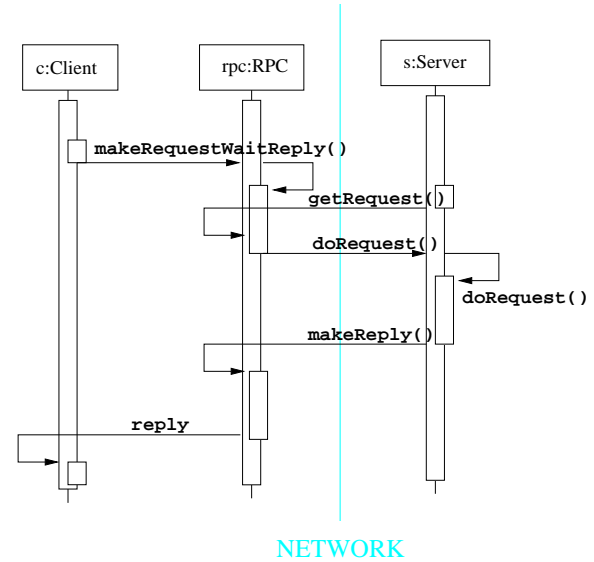 c:Client
rpc:RPC
s:Server
makeRequestWaitReply()
getRequest()
doRequest()
doRequest()
makeReply()
reply
NETWORK